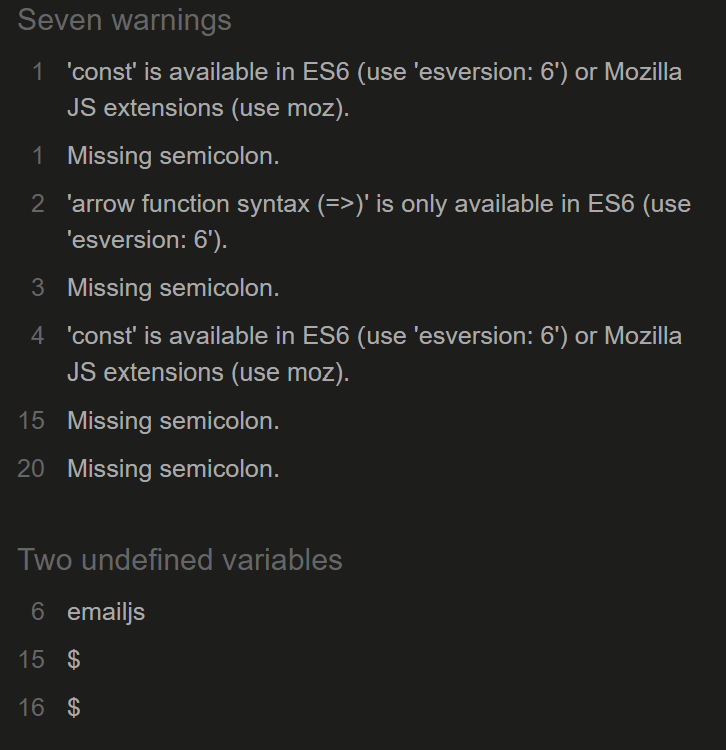 Seven warnings
1 'const' is available in ES6 (use 'esversion: 6') or Mozilla
JS extensions (use moz).
1 Missing semicolon.
2 'arrow function syntax (=>)' is only available in ES6 (use
'esversion: 6').
3 Missing semicolon.
4 'const' is available in ES6 (use 'esversion: 6') or Mozilla
JS extensions (use moz).
15 Missing semicolon.
20 Missing semicolon.
Two undefined variables
6 emailjs
15 $
16 $